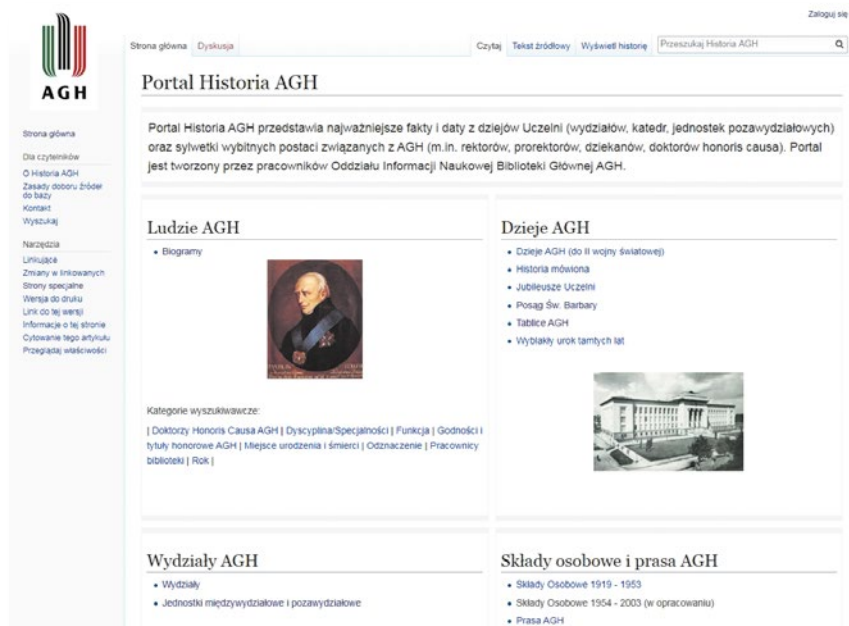 Zaloguj się
AGH
Strona główna
Dyskusja
Czytaj
Tekst źródłowy
Wyświetl historię
Przeszukaj Historia AGH
Portal Historia AGH
Portal Historia AGH przedstawia najważniejsze fakty i daty z dziejów Uczelni (wydziałów, katedr, jednostek pozawydziałowych)
oraz sylwetki wybitnych postaci związanych z AGH (m.in. rektorów, prorektorów, dziekanów, doktorów honoris causa). Portal
jest tworzony przez pracowników Oddziału Informacji Naukowej Biblioteki Głównej AGH.
Strona główna
Dla czytelników
O Historia AGH
Zasady doboru źródeł
do bazy
Kontakt
Wyszukaj
Narzędzia
Linkujące
Zmiany w linkowanych
Strony specjalne
Wersja do druku
Link do tej wersji
Informacje o tej stronie
Cytowanie tego artykułu
Przeglądaj właściwości
Ludzie AGH
• Biogramy
Kategorie wyszukiwawcze:
| Doktorzy Honoris Causa AGH | Dyscyplina/Specjalności | Funkcja | Godności i
tytuły honorowe AGH | Miejsce urodzenia i śmierci | Odznaczenie | Pracownicy
biblioteki | Rok |
Dzieje AGH
• Dzieje AGH (do II wojny światowej)
• Historia mówiona
• Jubileusze Uczelni
• Posąg Św. Barbary
• Tablice AGH
• Wyblakły urok tamtych lat
Wydziały AGH
• Wydziały
• Jednostki międzywydziałowe i pozawydziałowe
Składy osobowe i prasa AGH
• Składy Osobowe 1919 - 1953
• Składy Osobowe 1954 - 2003 (w opracowaniu)
• Prasa AGH